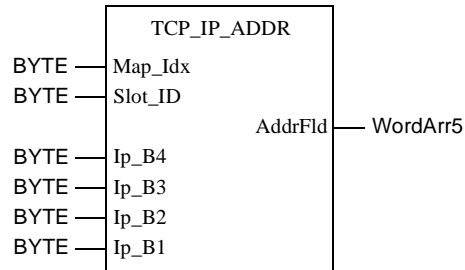 TCP_IP_ADDR
BYTE Map_Idx
BYTE Slot_ID
AddrFld WordArr5
BYTE Ip_B4
BYTE Ip_B3
BYTE Ip_B2
BYTE Ip_B1